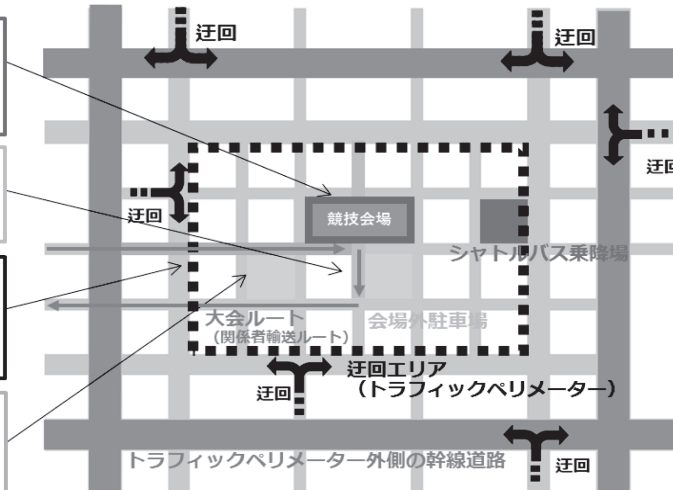 迂回
迂回
迂回
迂回
競技会場
シャトルバス乗降場
大会ルート
（関係者輸送ルート）
会場外駐車場
迂回
迂回エリア
（トラフィックペリメーター）
トラフィックペリメーター外側の幹線道路
迂回